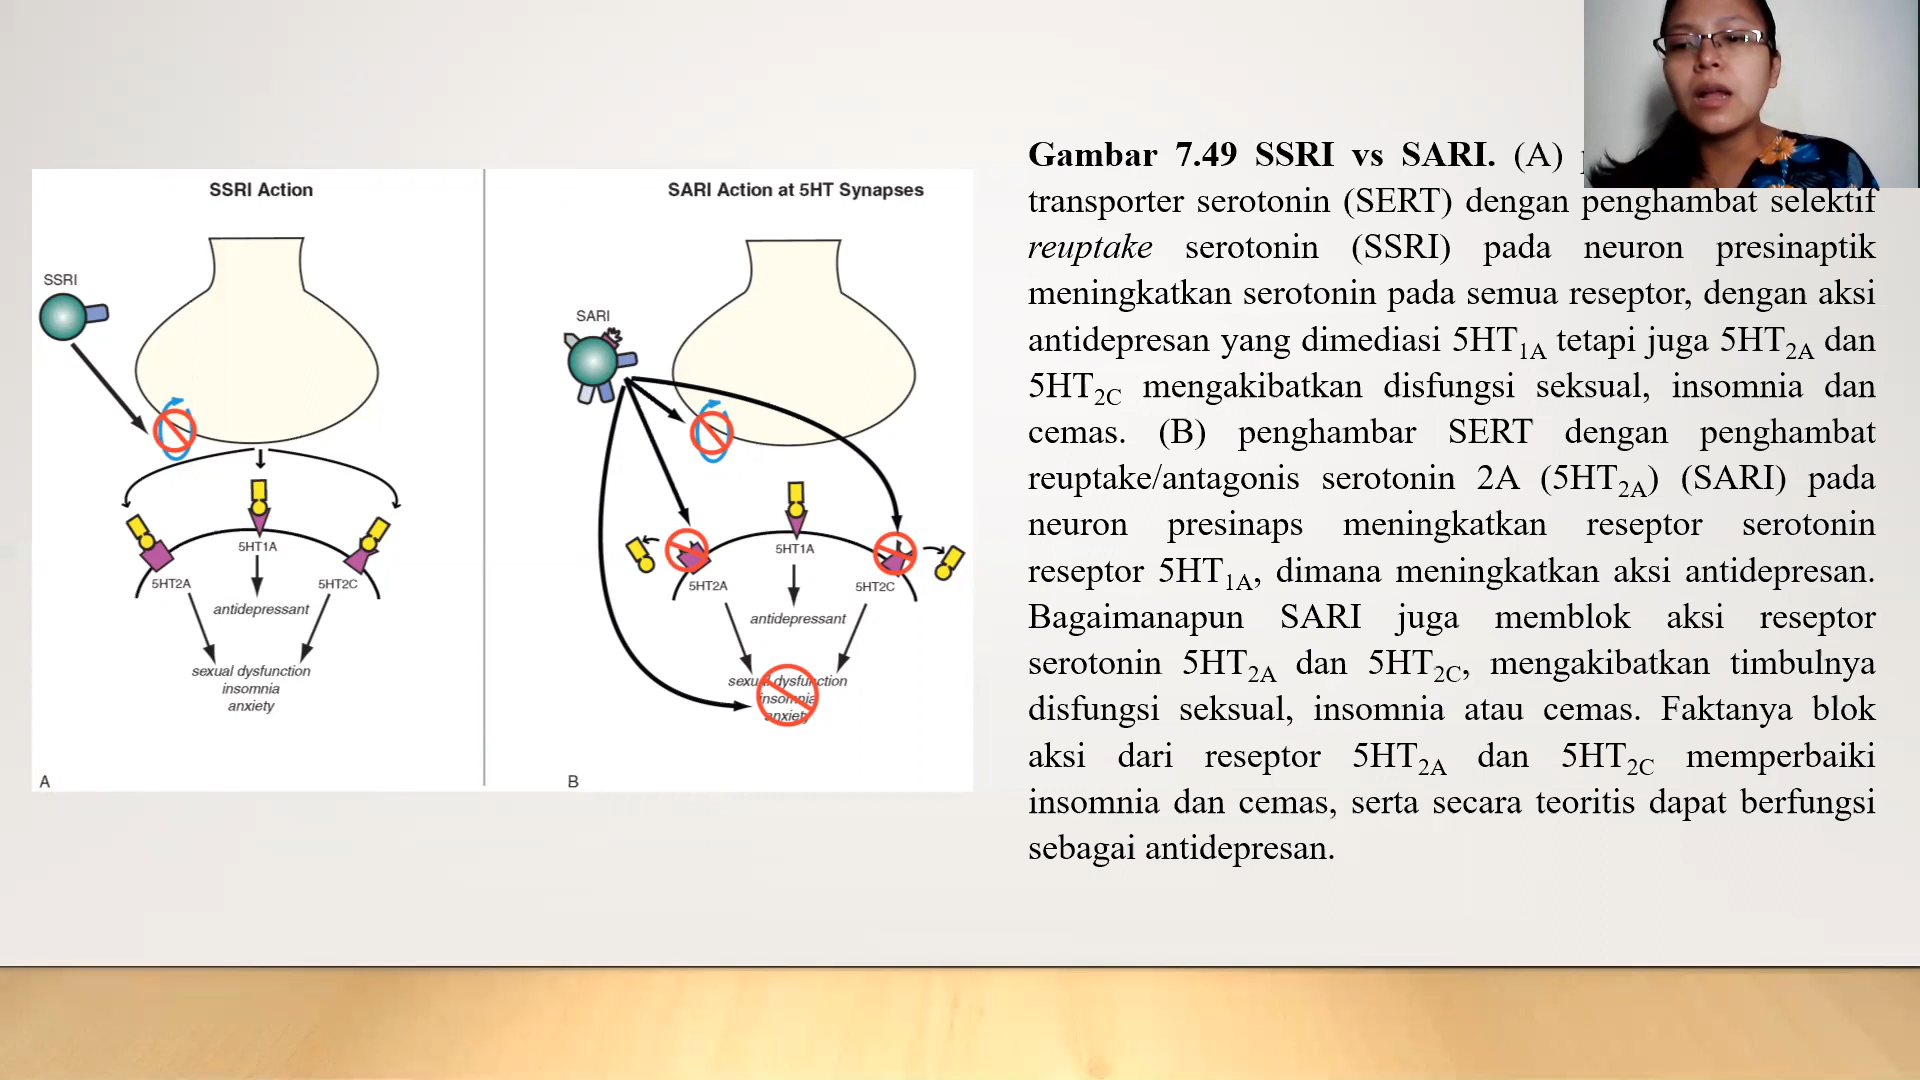 SSRI Action
SSRI
5HT1A
5HT2A
5HT2C
antidepressant
sexual dysfunction
insomnia
anxiety
A
SARI Action at 5HT Synapses
SARI
5HT1A
5HT2A
5HT2C
antidepressant
sexual dysfunction
insomnia
anxiety
B
Gambar 7.49 SSRI vs SARI. (A)
transporter serotonin (SERT) dengan penghambat selektif
reuptake serotonin (SSRI) pada neuron presinaptik
meningkatkan serotonin pada semua reseptor, dengan aksi
antidepresan yang dimediasi 5HT1A tetapi juga 5HT2A dan
5HT2C mengakibatkan disfungsi seksual, insomnia dan
cemas. (B) penghambar SERT dengan penghambat
reuptake/antagonis serotonin 2A (5HT2A) (SARI) pada
neuron presinaps meningkatkan reseptor serotonin
reseptor 5HT1A, dimana meningkatkan aksi antidepresan.
Bagaimanapun SARI juga memblok aksi reseptor
serotonin 5HT2A dan 5HT2C, mengakibatkan timbulnya
disfungsi seksual, insomnia atau cemas. Faktanya blok
aksi dari reseptor 5HT2A dan 5HT2C memperbaiki
insomnia dan cemas, serta secara teoritis dapat berfungsi
sebagai antidepresan.